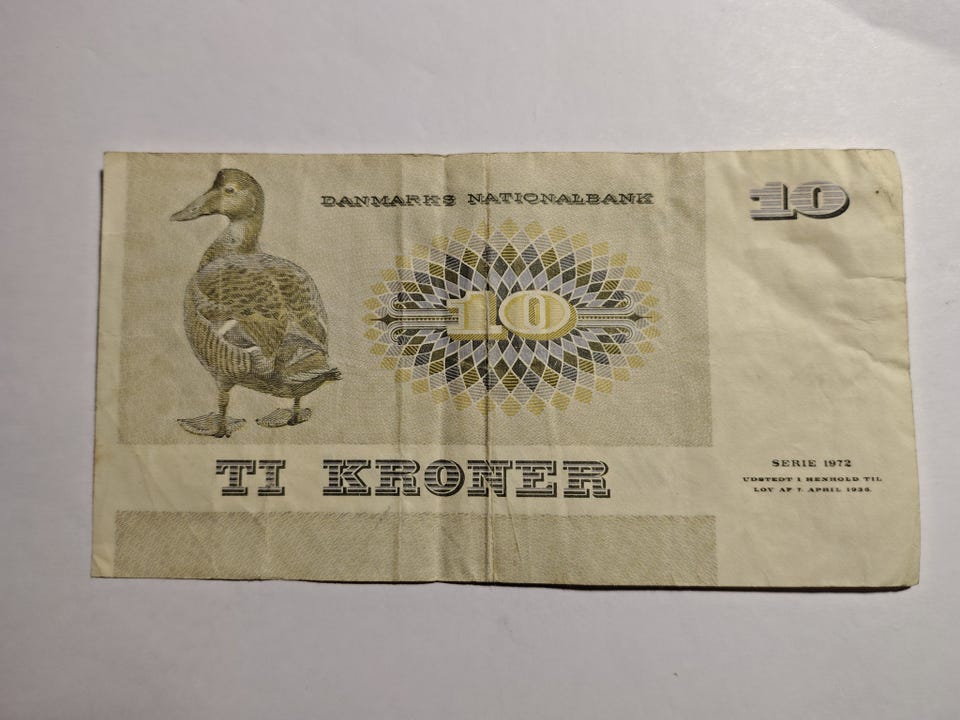 DANMARKS NATIONALBANK
10
10
TI KRONER
SERIE 1972
UDSTEDT I HENHOLD TIL
LOV AF 7. APRIL 1936